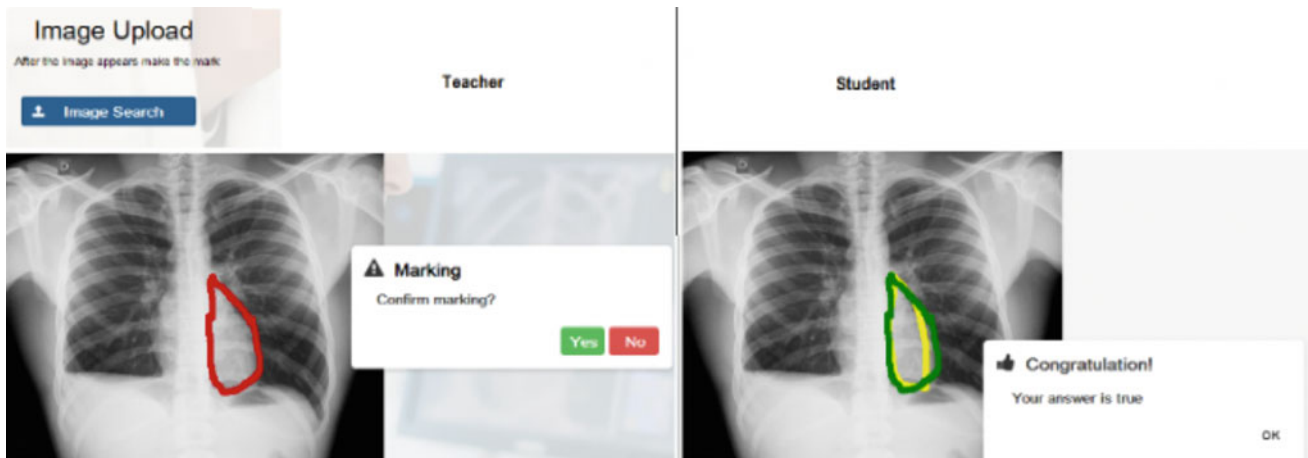 Image Upload
After the image appears make the mark
Image Search
Teacher
D
Marking
Confirm marking?
Yes No
Student
D
Congratulation!
Your answer is true
OK